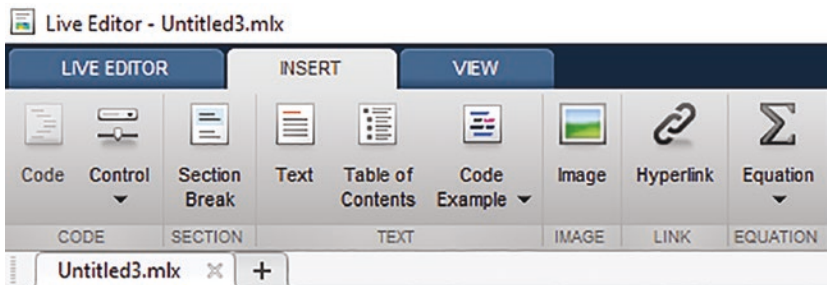 Live Editor - Untitled3.mlx
LIVE EDITOR INSERT VIEW
Code Control Section Break Text Table of Contents Code Example Image Hyperlink Equation
CODE SECTION TEXT IMAGE LINK EQUATION
Untitled3.mlx